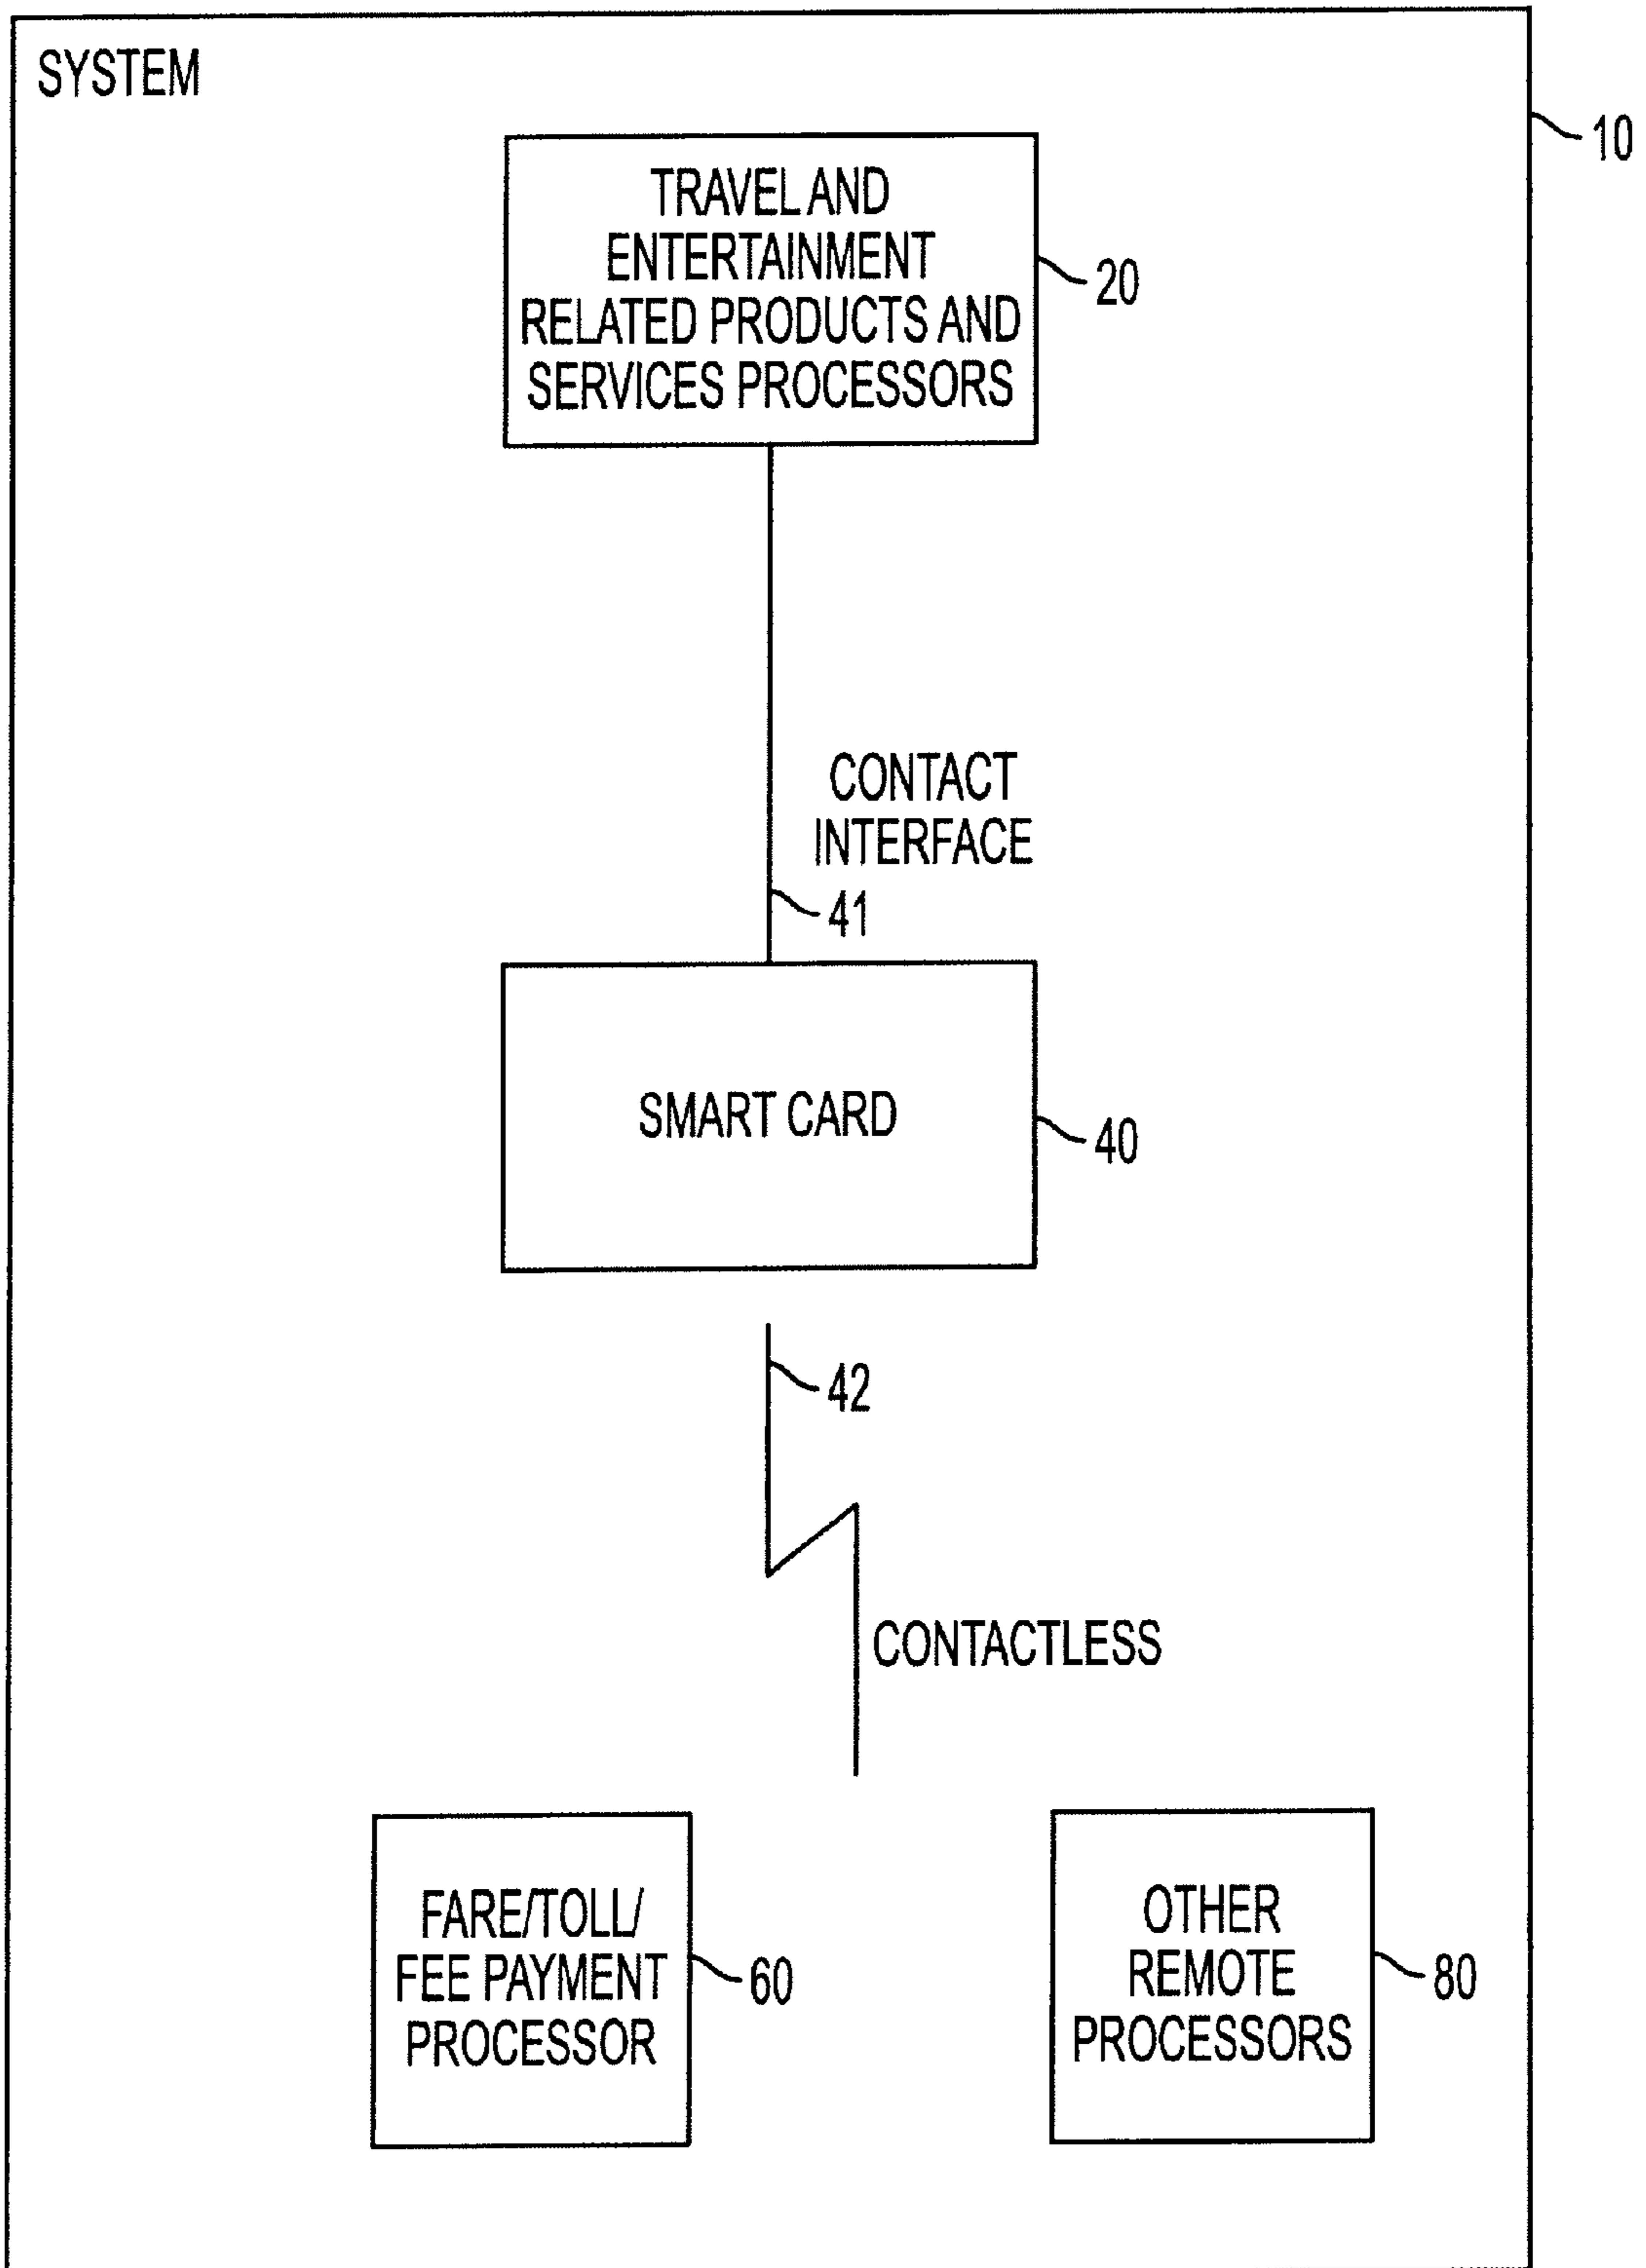 SYSTEM
10
TRAVEL AND
ENTERTAINMENT
RELATED PRODUCTS AND
SERVICES PROCESSORS
20
CONTACT
INTERFACE
41
SMART CARD
40
42
CONTACTLESS
FARE/TOLL/
FEE PAYMENT
PROCESSOR
60
OTHER
REMOTE
PROCESSORS
80